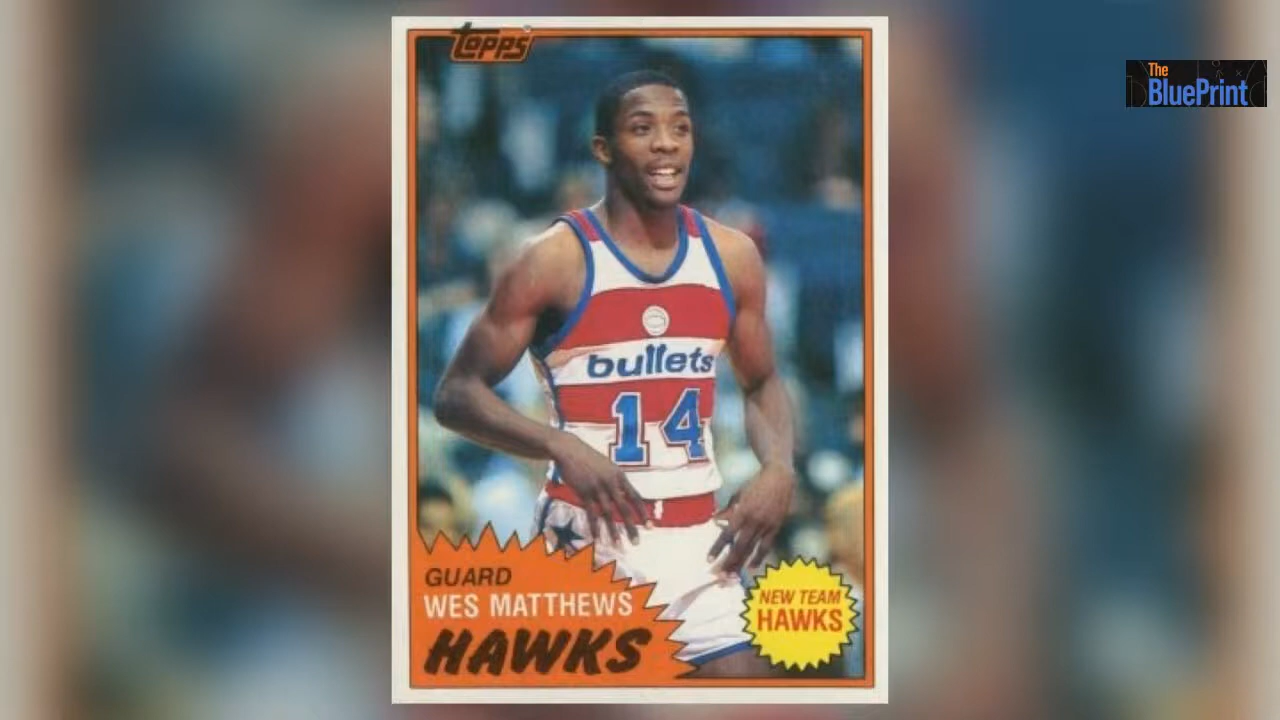 Topps
The
BluePrint
bullets
14
GUARD
WES MATTHEWS
HAWKS
NEW TEAM
HAWKS